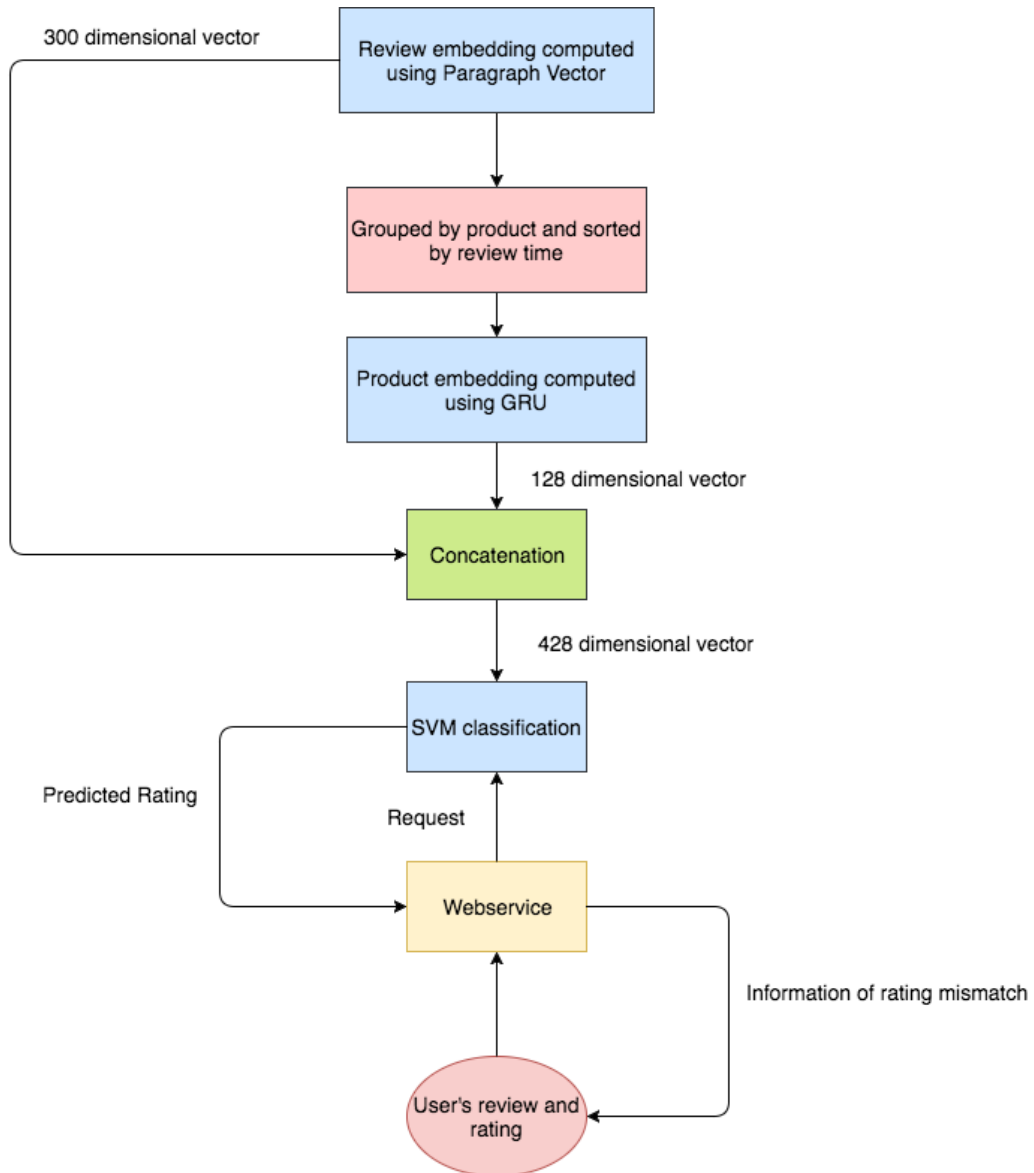 300 dimensional vector
Review embedding computed
using Paragraph Vector
Grouped by product and sorted
by review time
Product embedding computed
using GRU
128 dimensional vector
Concatenation
428 dimensional vector
SVM classification
Predicted Rating
Request
Webservice
Information of rating mismatch
User's review and
rating